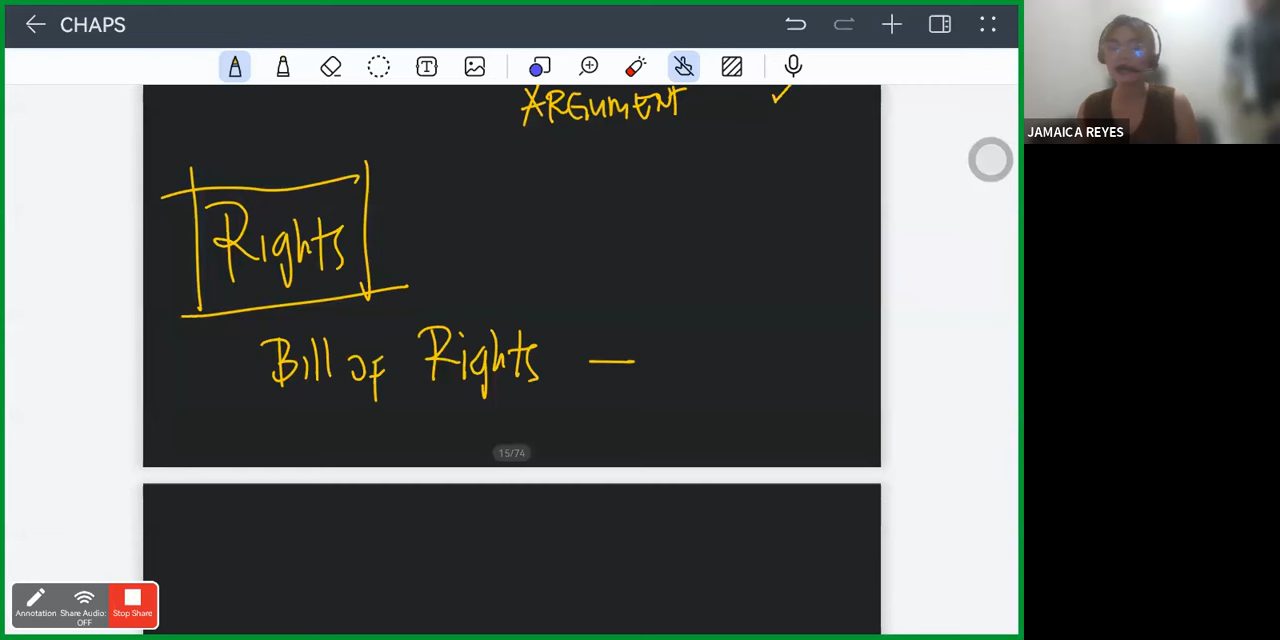 CHAPS
ARGUMENT
JAMAICA REYES
Rights
Bill of Rights —
15/74
Annotation
Share Audio: OFF
Stop Share